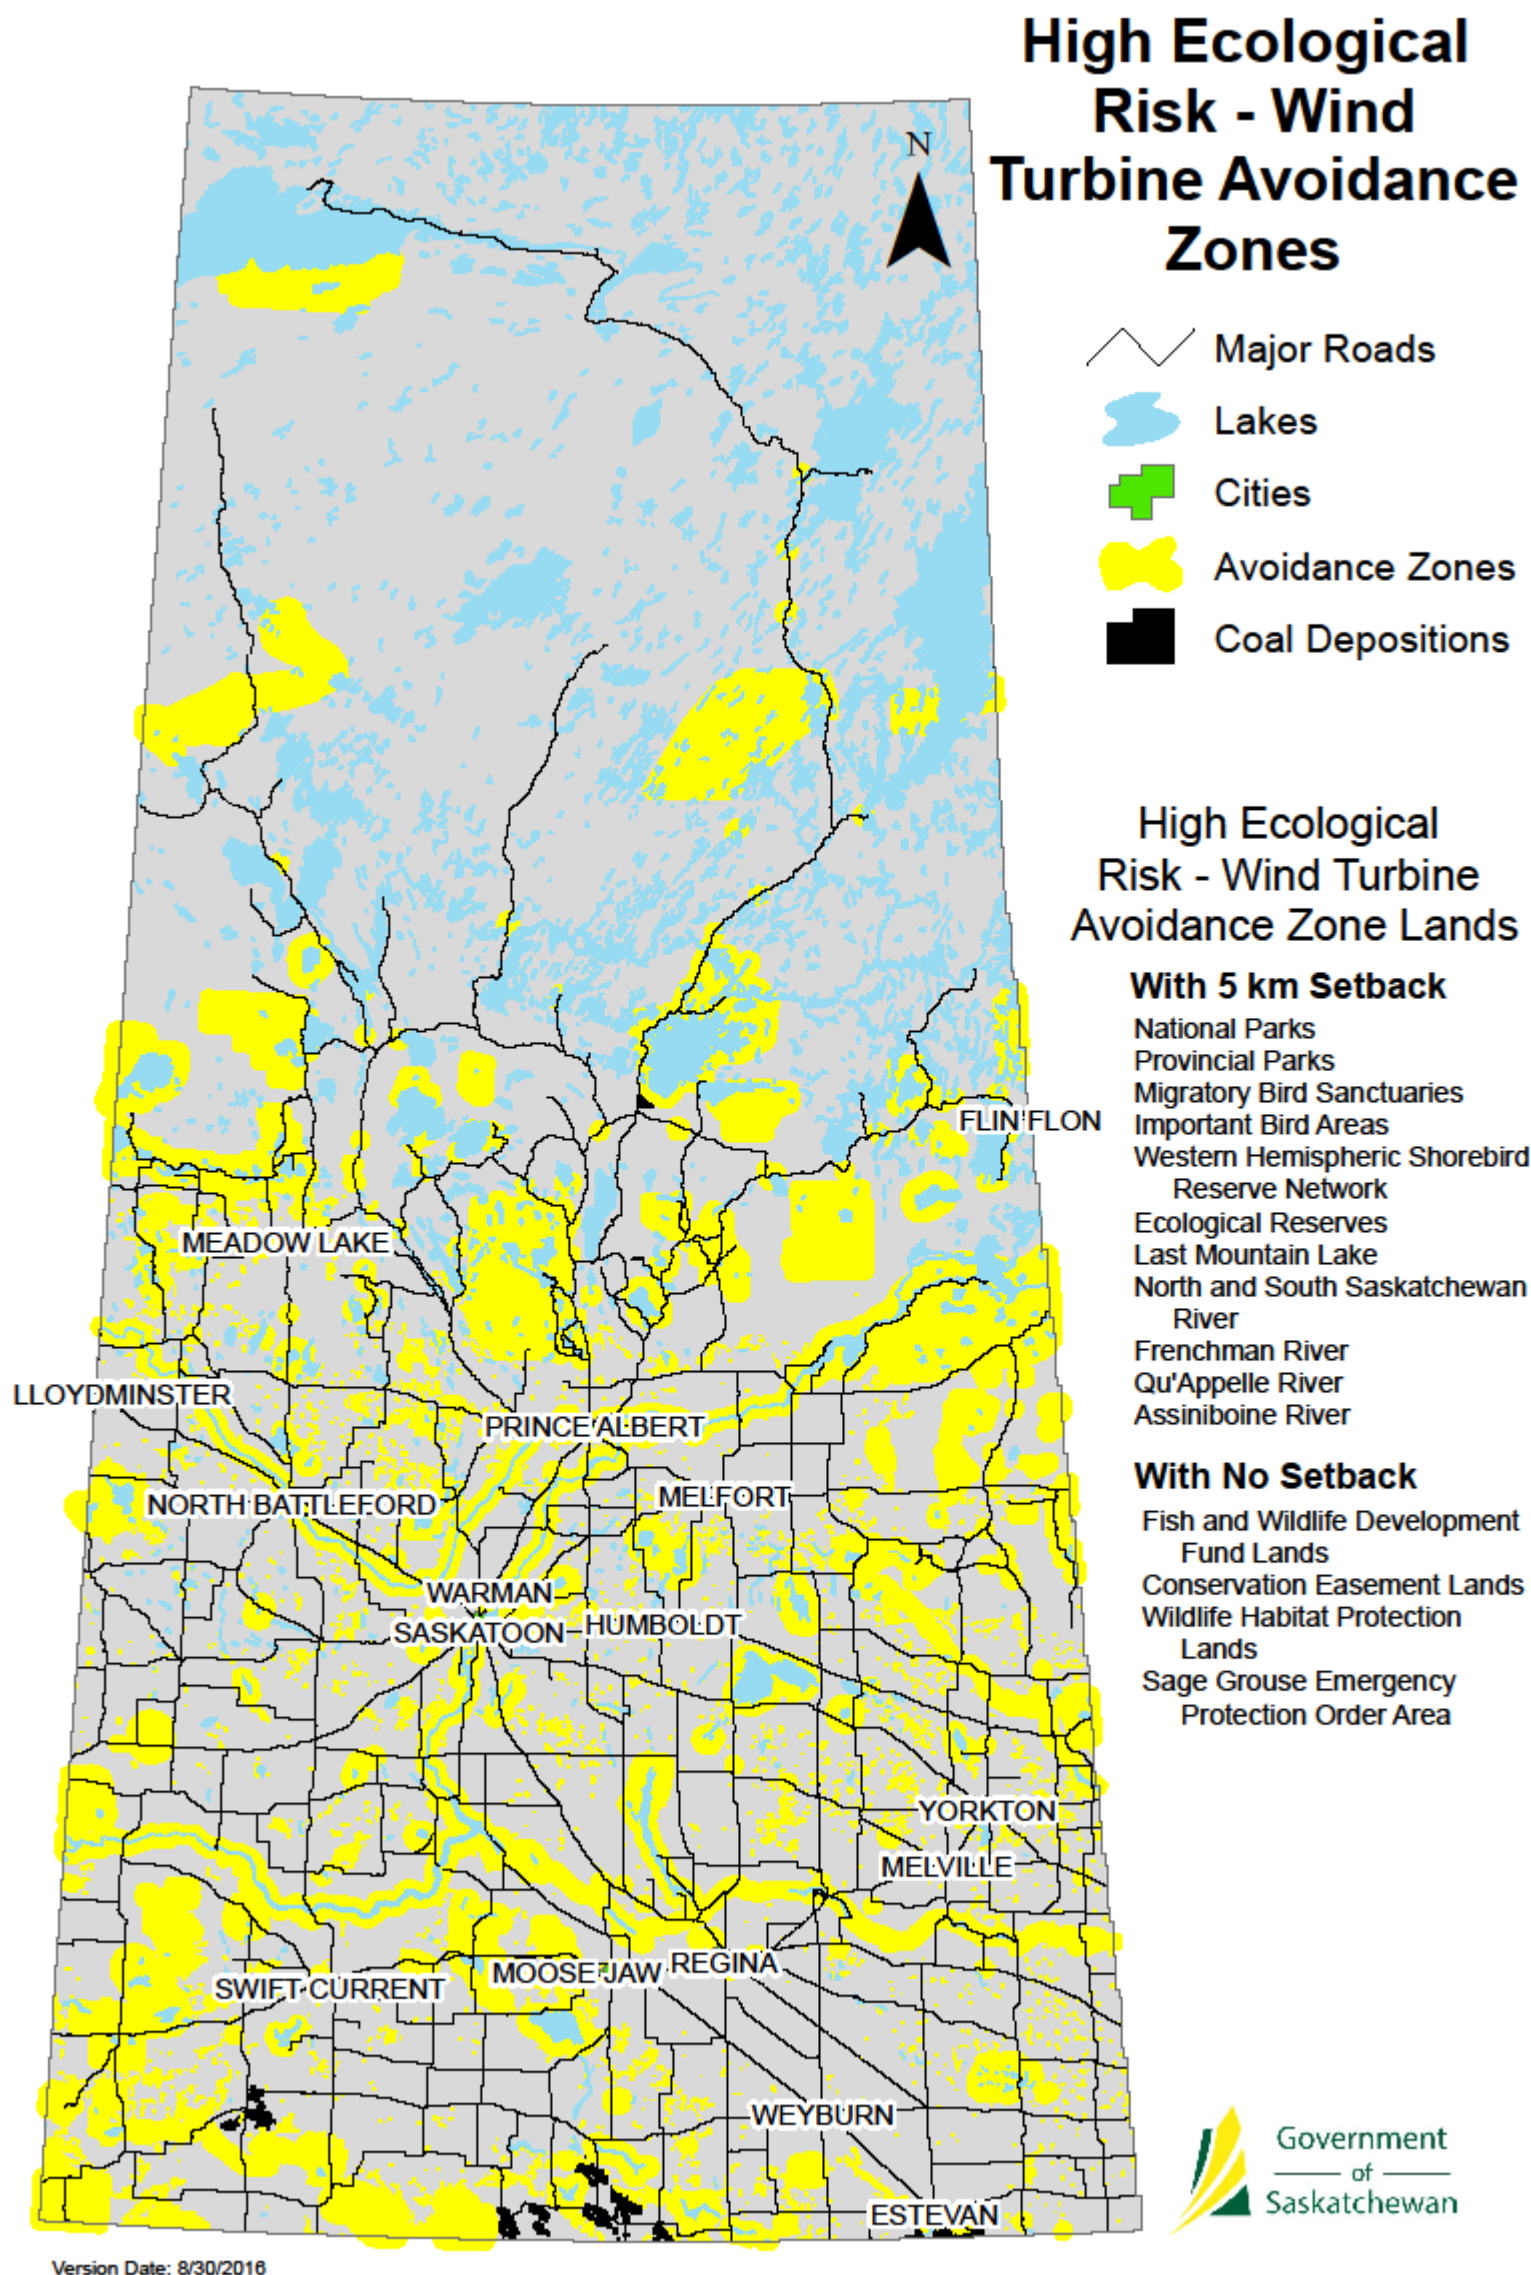 High Ecological
Risk - Wind
Turbine Avoidance
Zones
N
Major Roads
Lakes
Cities
Avoidance Zones
Coal Depositions
High Ecological
Risk - Wind Turbine
Avoidance Zone Lands
With 5 km Setback
National Parks
Provincial Parks
Migratory Bird Sanctuaries
Important Bird Areas
Western Hemispheric Shorebird
Reserve Network
Ecological Reserves
Last Mountain Lake
North and South Saskatchewan
River
Frenchman River
Qu'Appelle River
Assiniboine River
With No Setback
Fish and Wildlife Development
Fund Lands
Conservation Easement Lands
Wildlife Habitat Protection
Lands
Sage Grouse Emergency
Protection Order Area
FLIN FLON
MEADOW LAKE
LLOYDMINSTER
PRINCE ALBERT
NORTH BATTLEFORD
MELFORT
WARMAN
SASKATOON
HUMBOLDT
YORKTON
MELVILLE
MOOSE JAW
REGINA
SWIFT CURRENT
WEYBURN
ESTEVAN
Government
of
Saskatchewan
Version Date: 8/30/2016